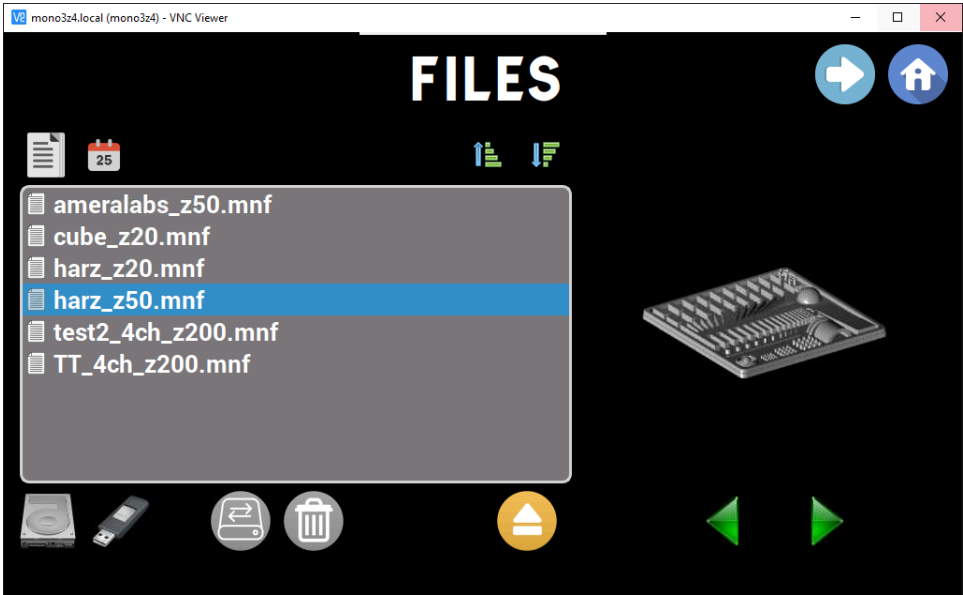 mono3z4.local (mono3z4) - VNC Viewer
FILES
25
ameralabs_z50.mnf
cube_z20.mnf
harz_z20.mnf
harz_z50.mnf
test2_4ch_z200.mnf
TT_4ch_z200.mnf